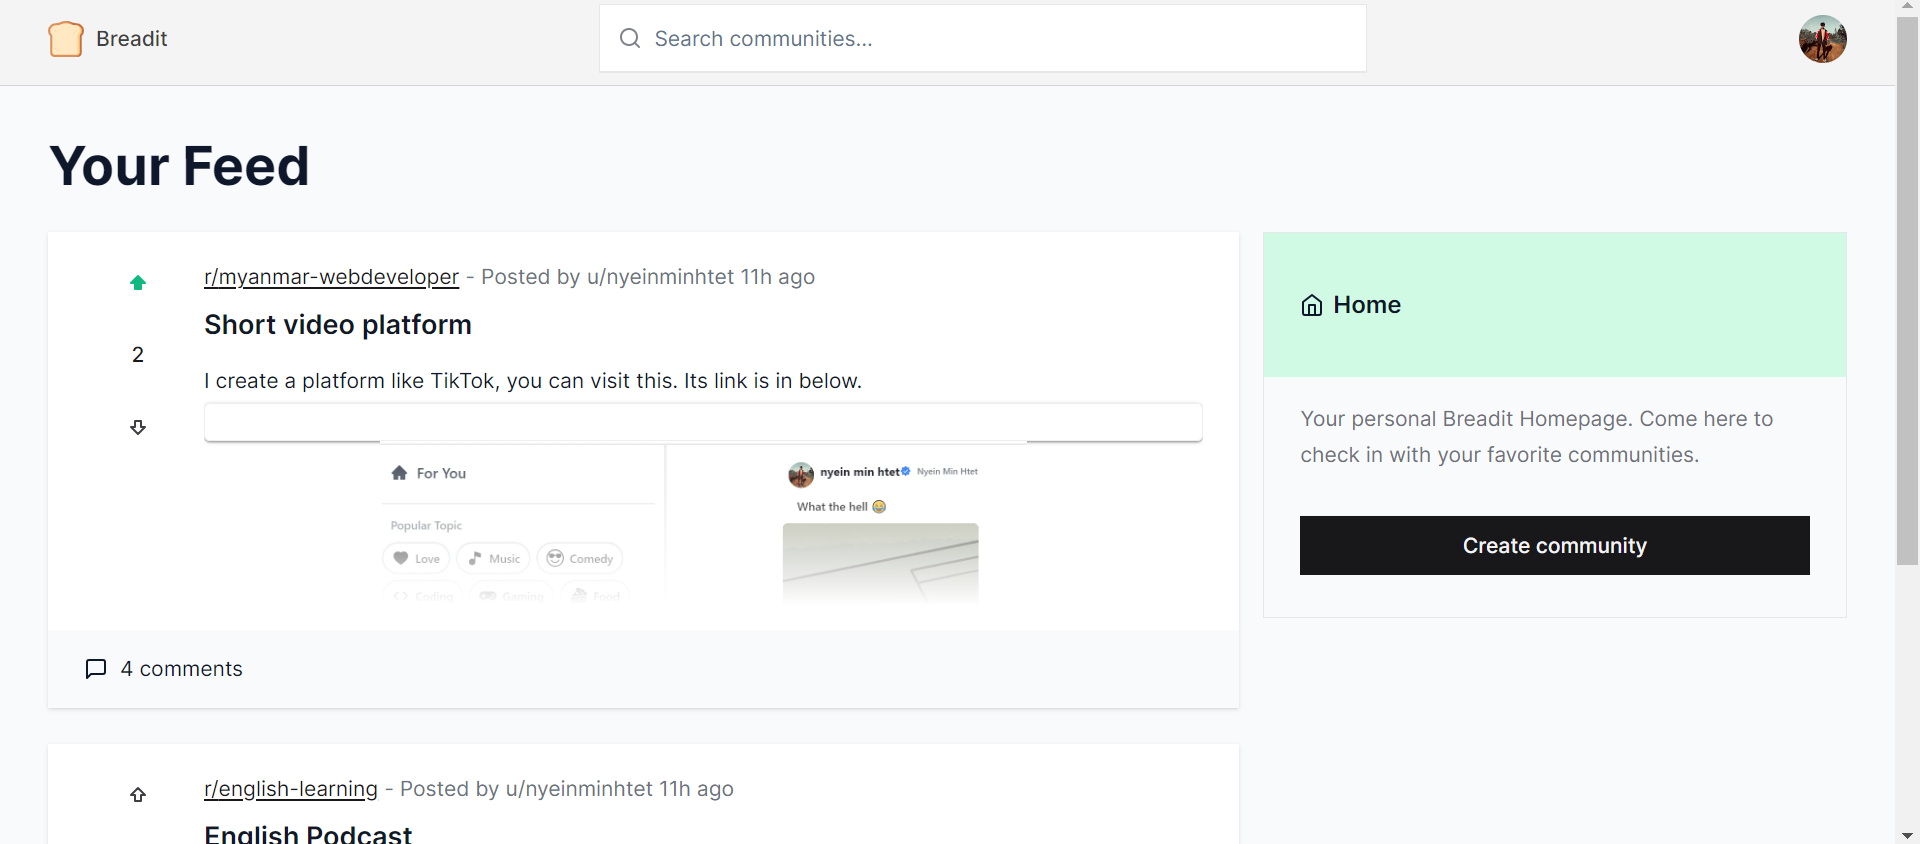 Breadit
Search communities...
Your Feed
r/myanmar-webdeveloper - Posted by u/nyeinminhtet 11h ago
Short video platform
2
I create a platform like TikTok, you can visit this. Its link is in below.
For You
Popular Topic
Love Music Comedy
Coding Gaming Food
nyein min htet Nyein Min Htet
What the hell 😂
4 comments
r/english-learning - Posted by u/nyeinminhtet 11h ago
English Podcast
Home
Your personal Breadit Homepage. Come here to
check in with your favorite communities.
Create community